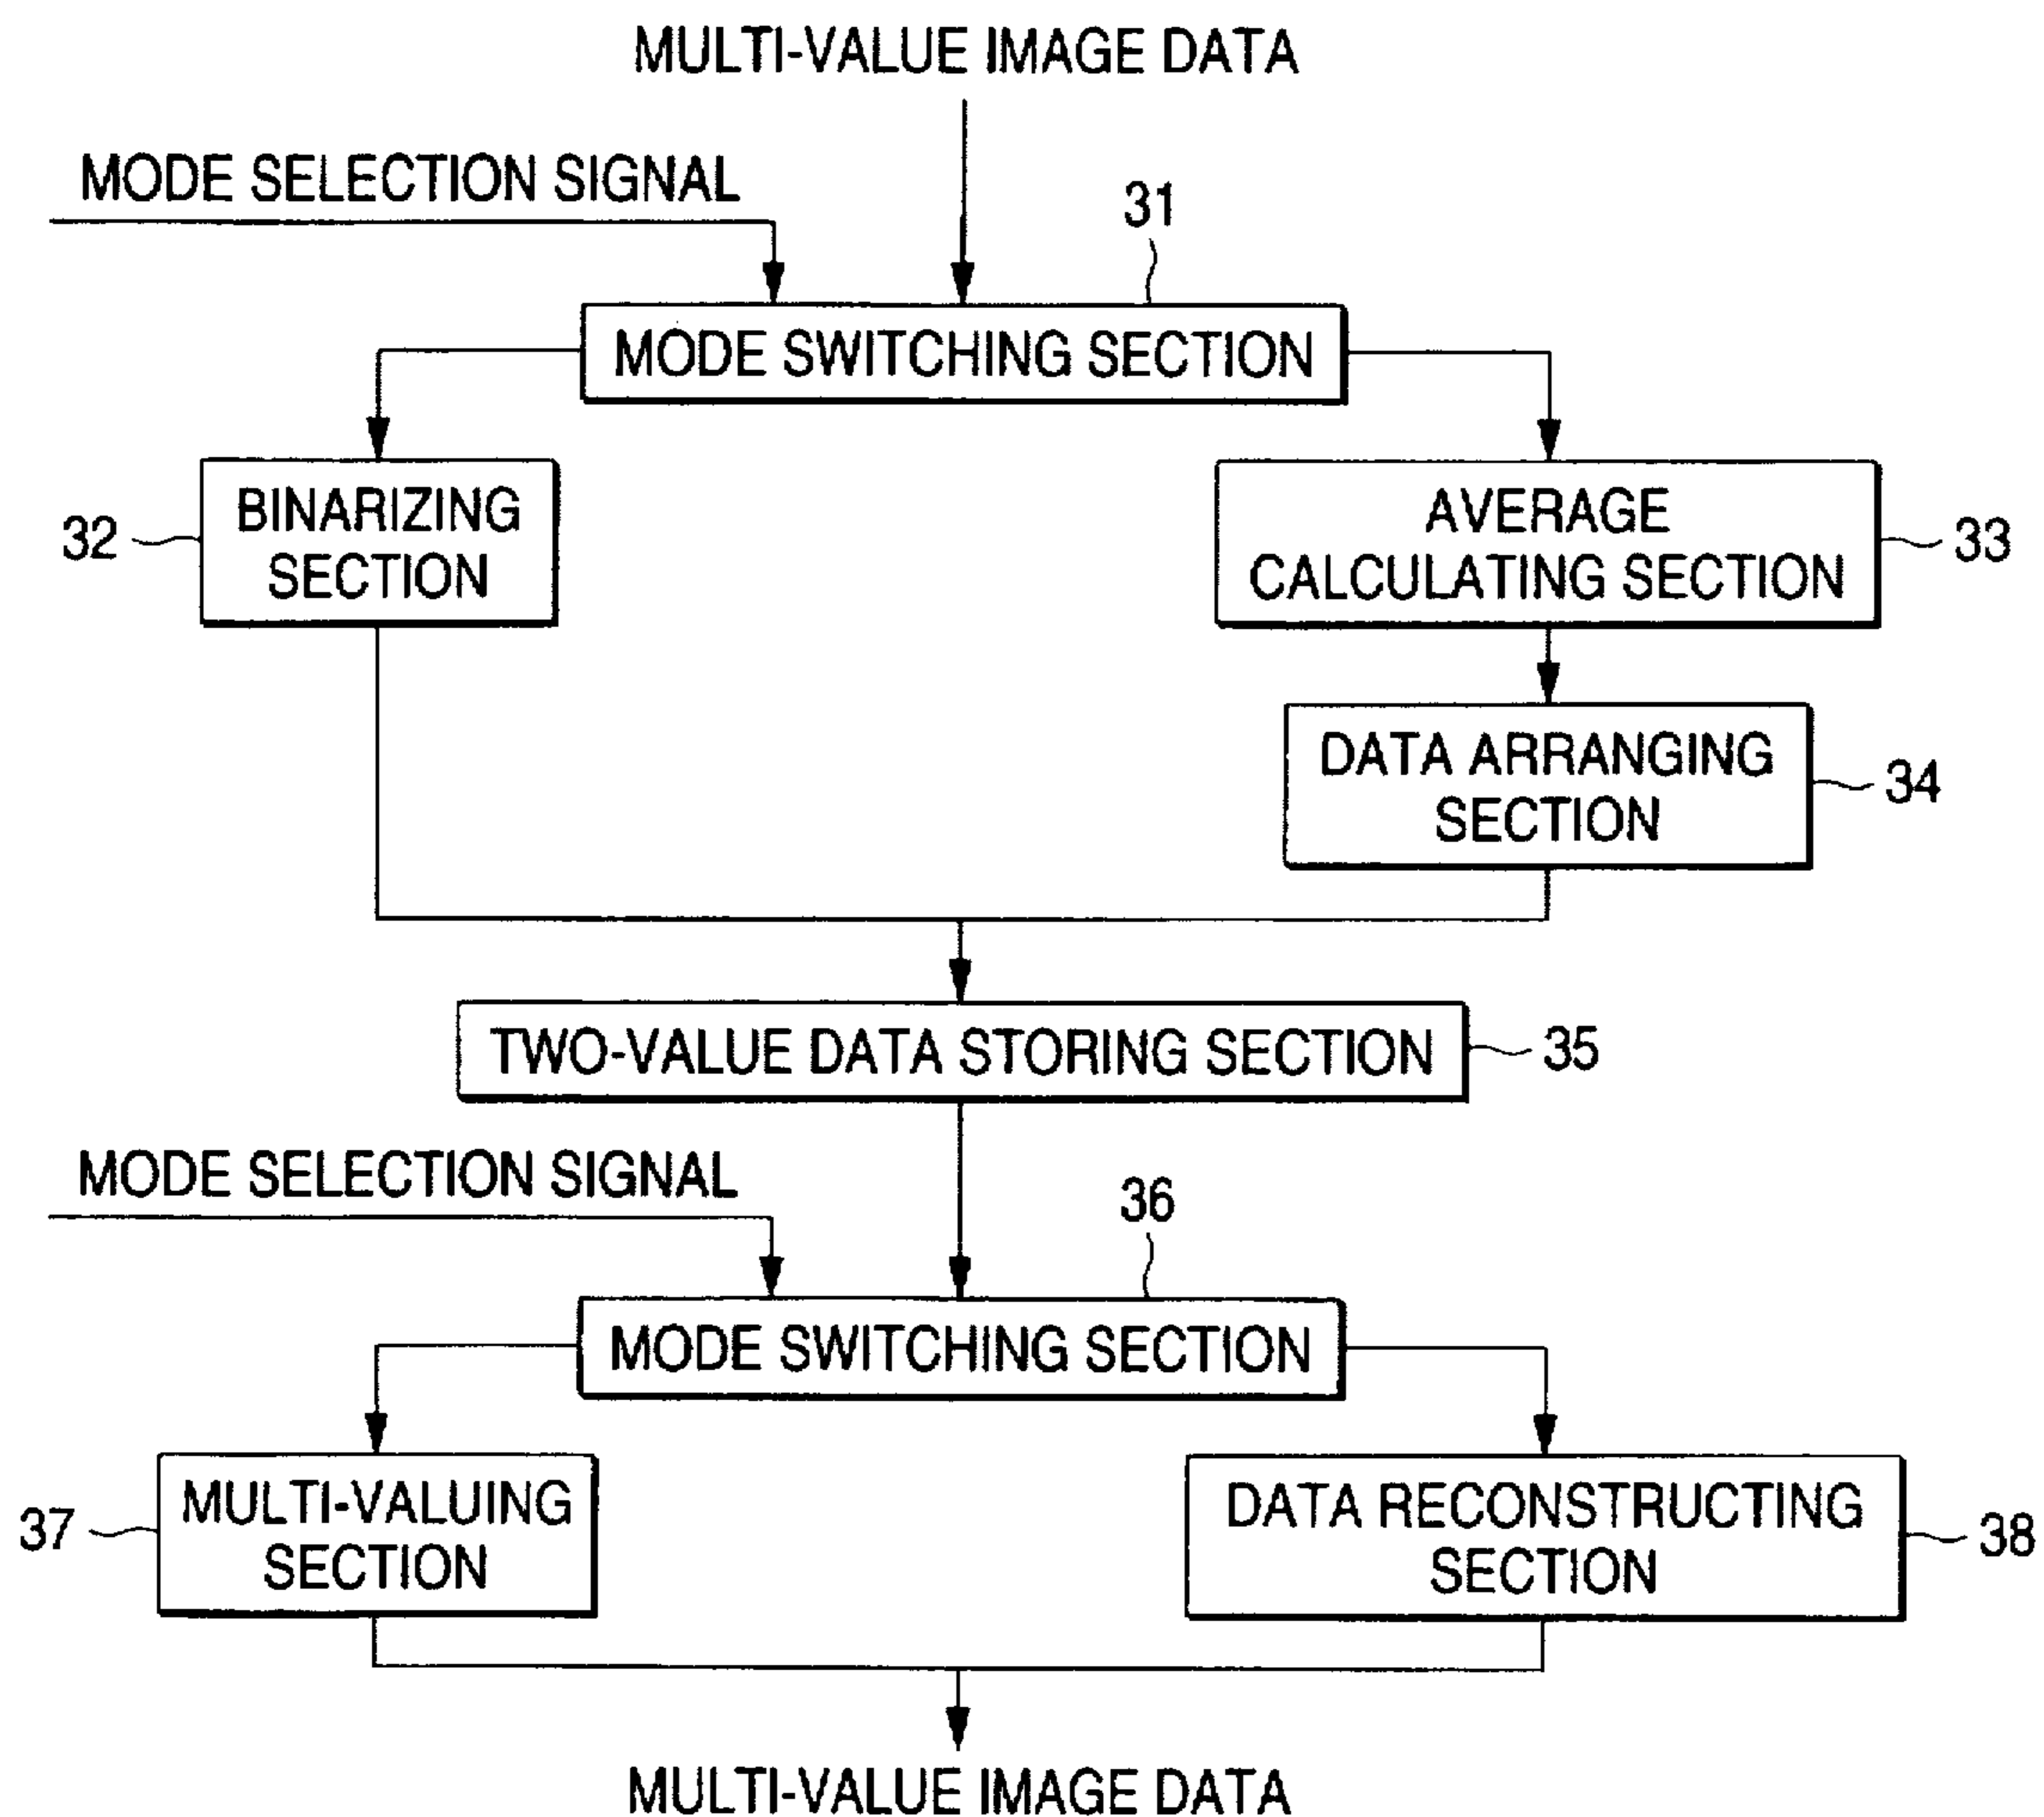 MULTI-VALUE IMAGE DATA
MODE SELECTION SIGNAL
31
MODE SWITCHING SECTION
32
BINARIZING
SECTION
AVERAGE
CALCULATING SECTION
33
DATA ARRANGING
SECTION
34
TWO-VALUE DATA STORING SECTION
35
MODE SELECTION SIGNAL
36
MODE SWITCHING SECTION
37
MULTI-VALUING
SECTION
DATA RECONSTRUCTING
SECTION
38
MULTI-VALUE IMAGE DATA